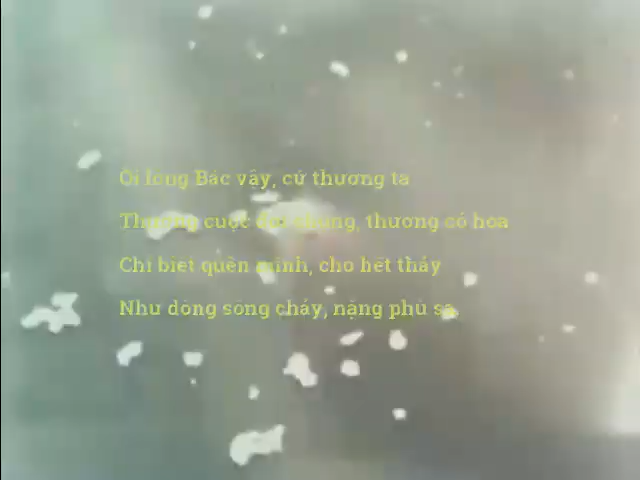 Ôi lòng Bác vậy, cứ thương ta
Thương cuộc đời chung, thương cỏ hoa
Chỉ biết quên mình, cho hết thảy
Như dòng sông chảy, nặng phù sa.